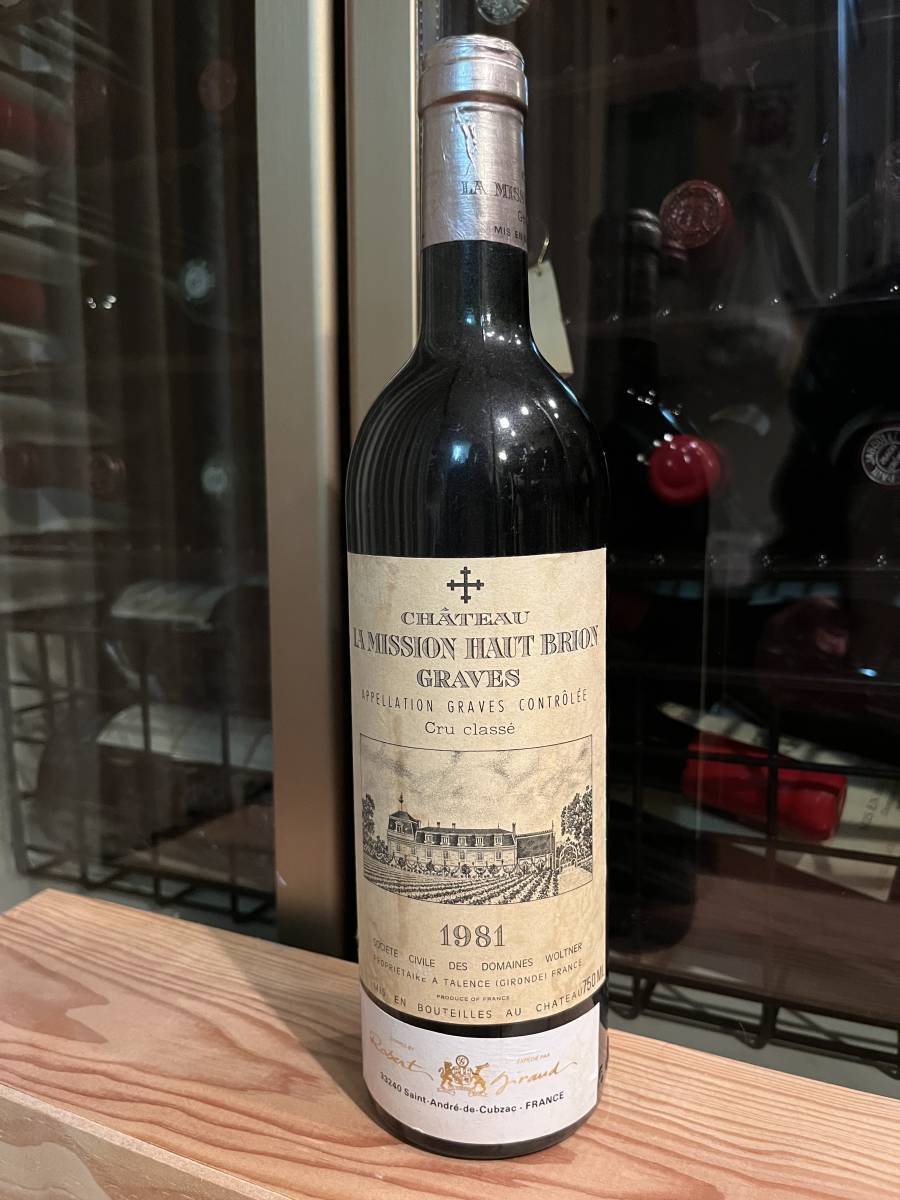 LA MISS
MIS EN
CHÂTEAU
LA MISSION HAUT BRION
GRAVES
APPELLATION GRAVES CONTRÔLÉE
Cru classé
1981
SOCIÉTÉ CIVILE DES DOMAINES WOLTNER
PROPRIÉTAIRE A TALENCE (GIRONDE) FRANCE
PRODUCE OF FRANCE
MIS EN BOUTEILLES AU CHATEAU 750 ML
EXPÉDIÉ PAR
Robert Giraud
33240 Saint-André-de-Cubzac - FRANCE